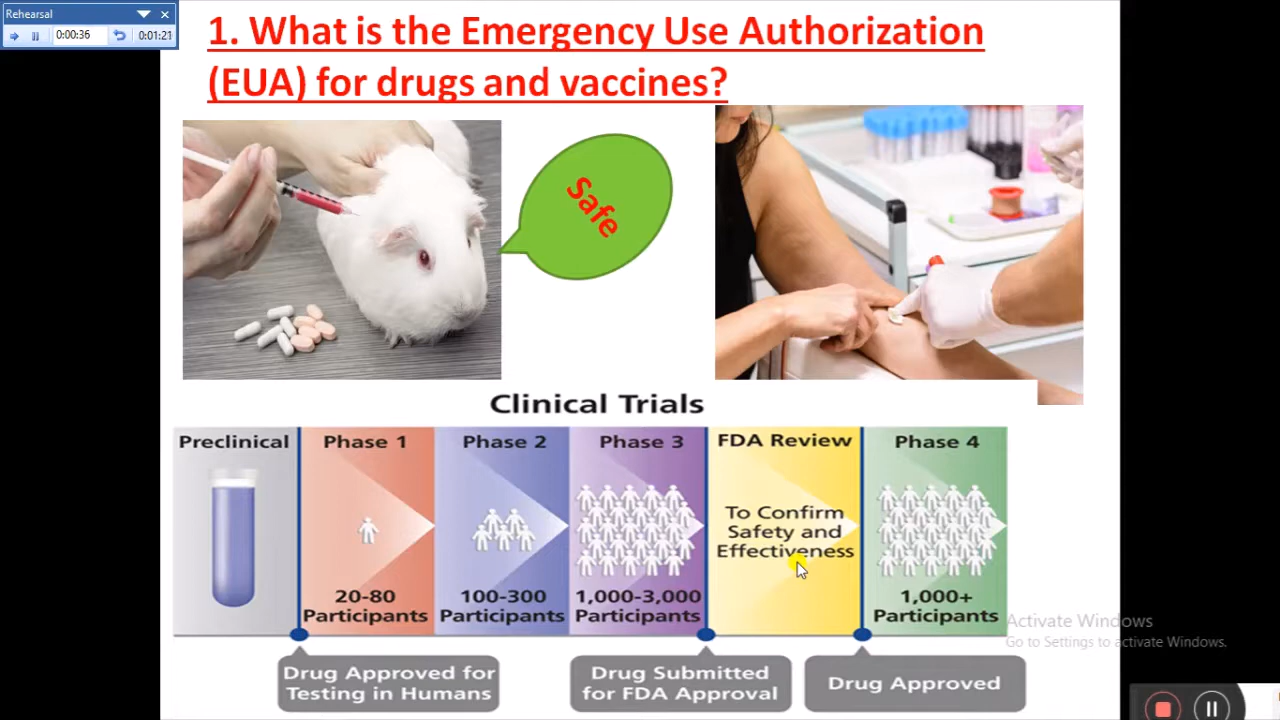 Rehearsal
0:00:36
0:01:21
1. What is the Emergency Use Authorization
(EUA) for drugs and vaccines?
Safe
Clinical Trials
Preclinical
Phase 1
Phase 2
Phase 3
FDA Review
Phase 4
To Confirm
Safety and
Effectiveness
20-80
Participants
100-300
Participants
1,000-3,000
Participants
1,000+
Participants
Drug Approved for
Testing in Humans
Drug Submitted
for FDA Approval
Drug Approved
Activate Windows
Go to Settings to activate Windows.